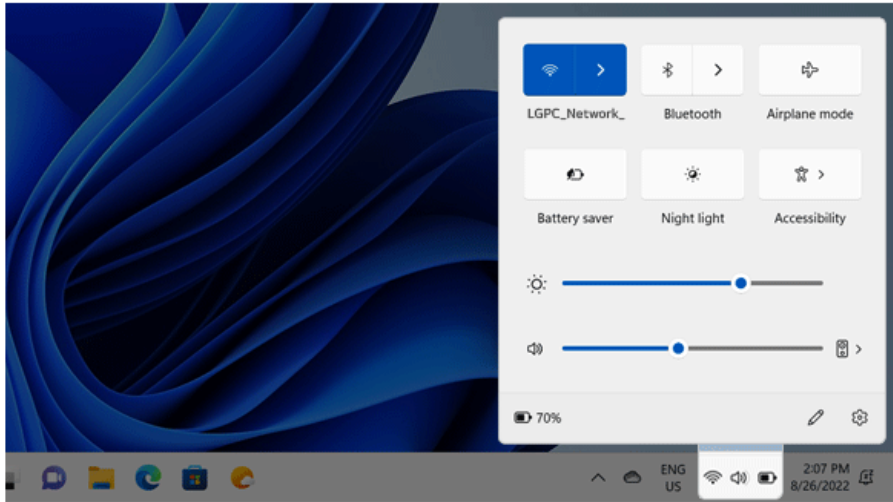 LGPC_Network_
Bluetooth
Airplane mode
Battery saver
Night light
Accessibility
70%
ENG
US
2:07 PM
8/26/2022